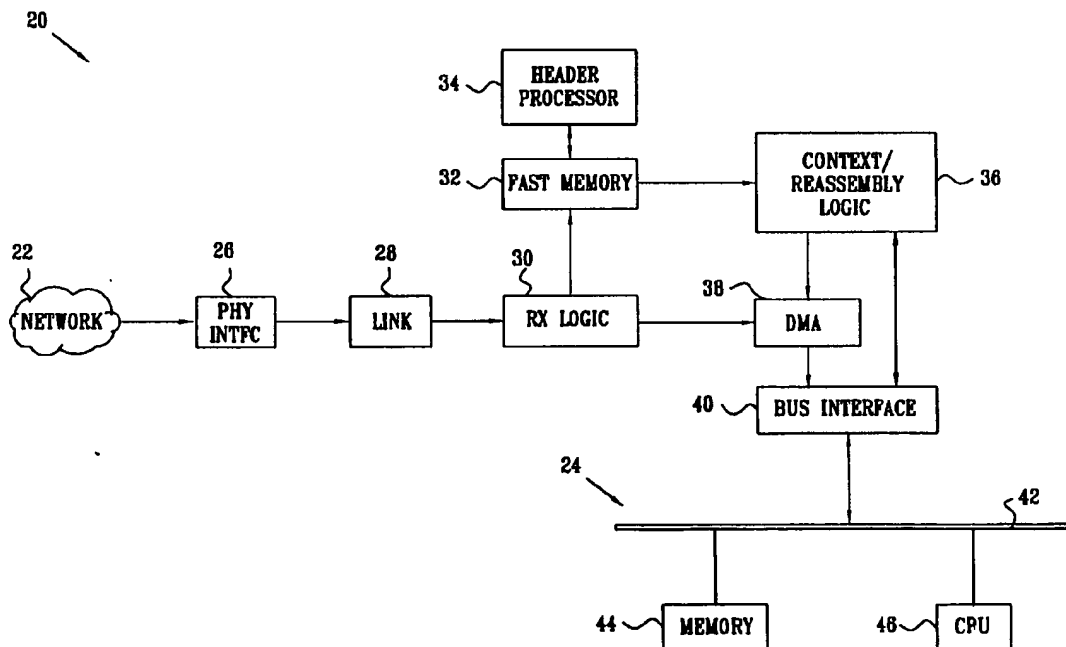 20
34
HEADER
PROCESSOR
32
FAST MEMORY
CONTEXT/
REASSEMBLY
LOGIC
36
22
NETWORK
26
PHY
INTFC
28
LINK
30
RX LOGIC
38
DMA
40
BUS INTERFACE
24
42
44
MEMORY
46
CPU